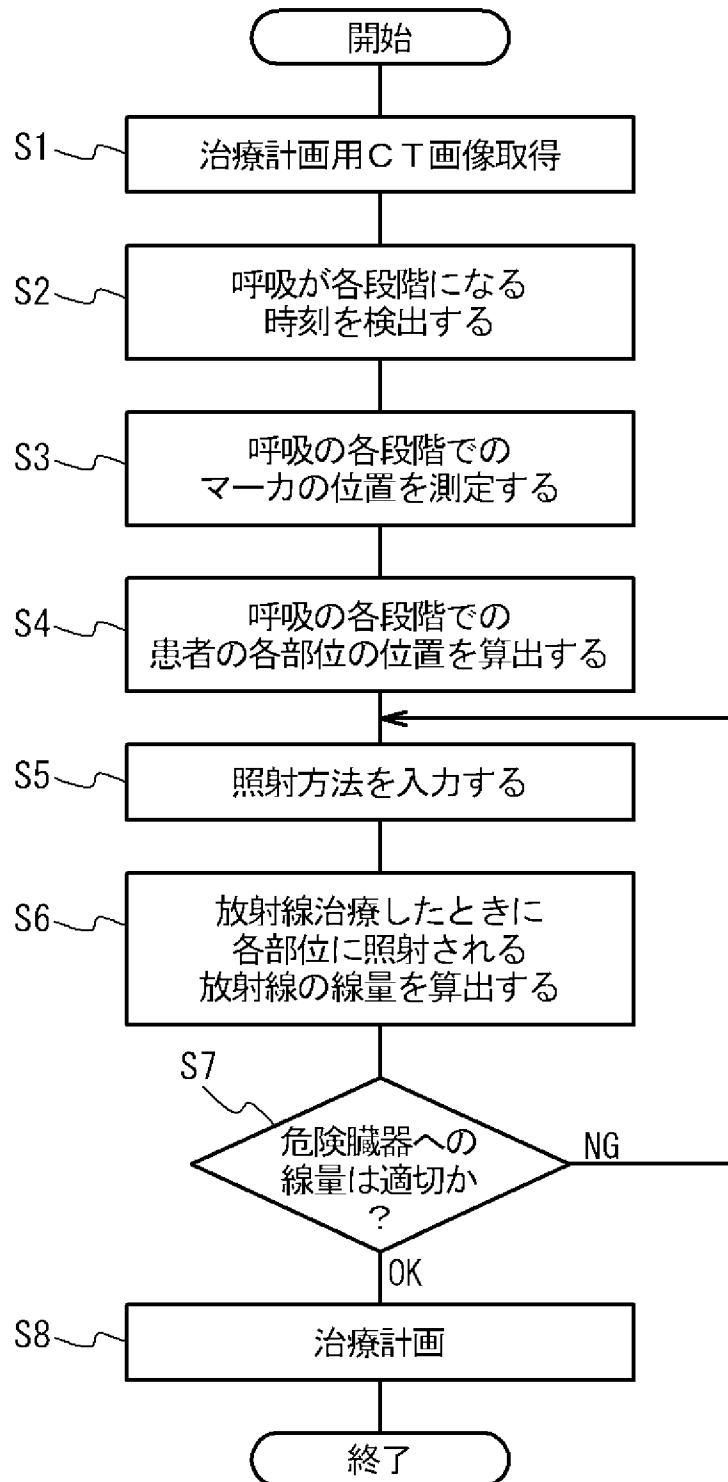 開始
S1
治療計画用ＣＴ画像取得
S2
呼吸が各段階になる
時刻を検出する
S3
呼吸の各段階での
マーカの位置を測定する
S4
呼吸の各段階での
患者の各部位の位置を算出する
S5
照射方法を入力する
S6
放射線治療したときに
各部位に照射される
放射線の線量を算出する
S7
危険臓器への
線量は適切か
？
NG
OK
S8
治療計画
終了